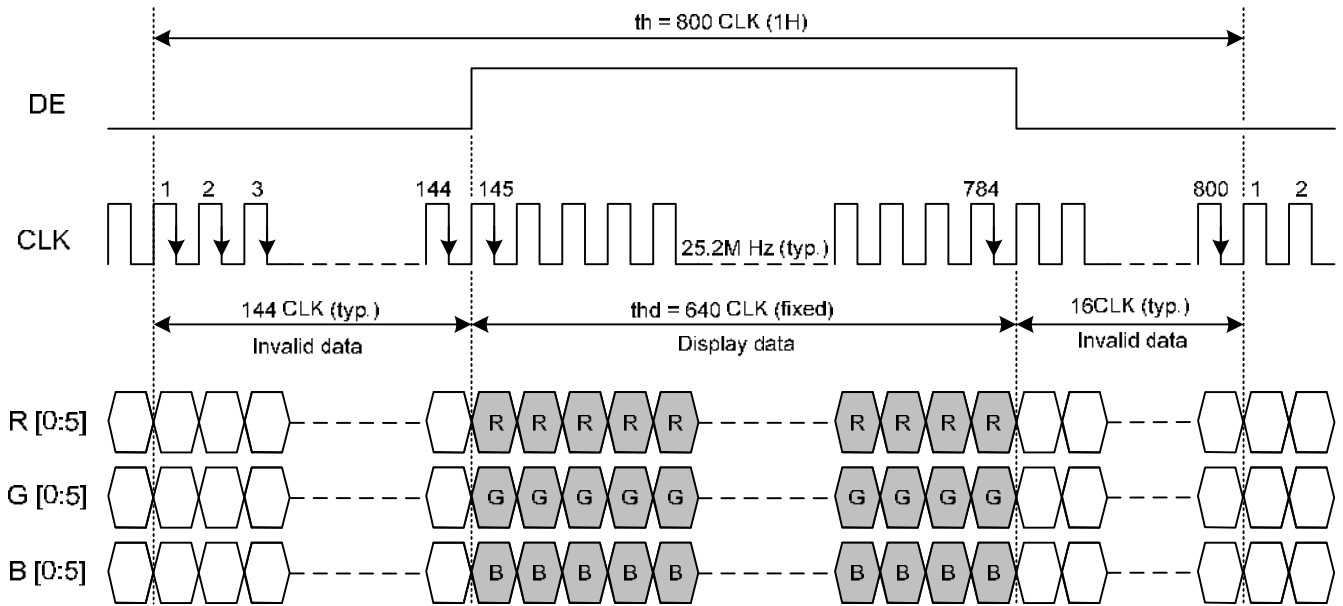 th = 800 CLK (1H)
DE
1 2 3 144 145 784 800 1 2
CLK
25.2M Hz (typ.)
144 CLK (typ.) thd = 640 CLK (fixed) 16CLK (typ.)
Invalid data Display data Invalid data
R [0:5] R R R R R R R R R
G [0:5] G G G G G G G G G
B [0:5] B B B B B B B B B